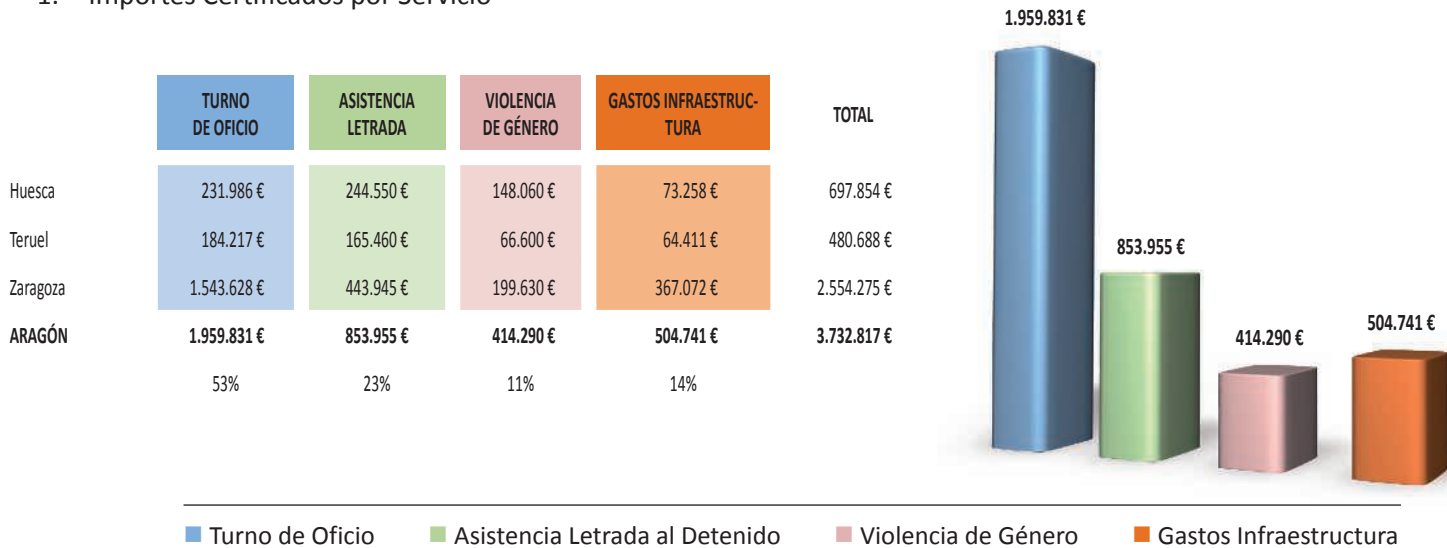 1. Importes Certificados por Servicio
1.959.831 €
TURNO DE OFICIO ASISTENCIA LETRADA VIOLENCIA DE GÉNERO GASTOS INFRAESTRUC-TURA TOTAL
Huesca 231.986 € 244.550 € 148.060 € 73.258 € 697.854 €
Teruel 184.217 € 165.460 € 66.600 € 64.411 € 480.688 €
Zaragoza 1.543.628 € 443.945 € 199.630 € 367.072 € 2.554.275 €
ARAGÓN 1.959.831 € 853.955 € 414.290 € 504.741 € 3.732.817 €
53% 23% 11% 14%
853.955 €
414.290 €
504.741 €
Turno de Oficio Asistencia Letrada al Detenido Violencia de Género Gastos Infraestructura